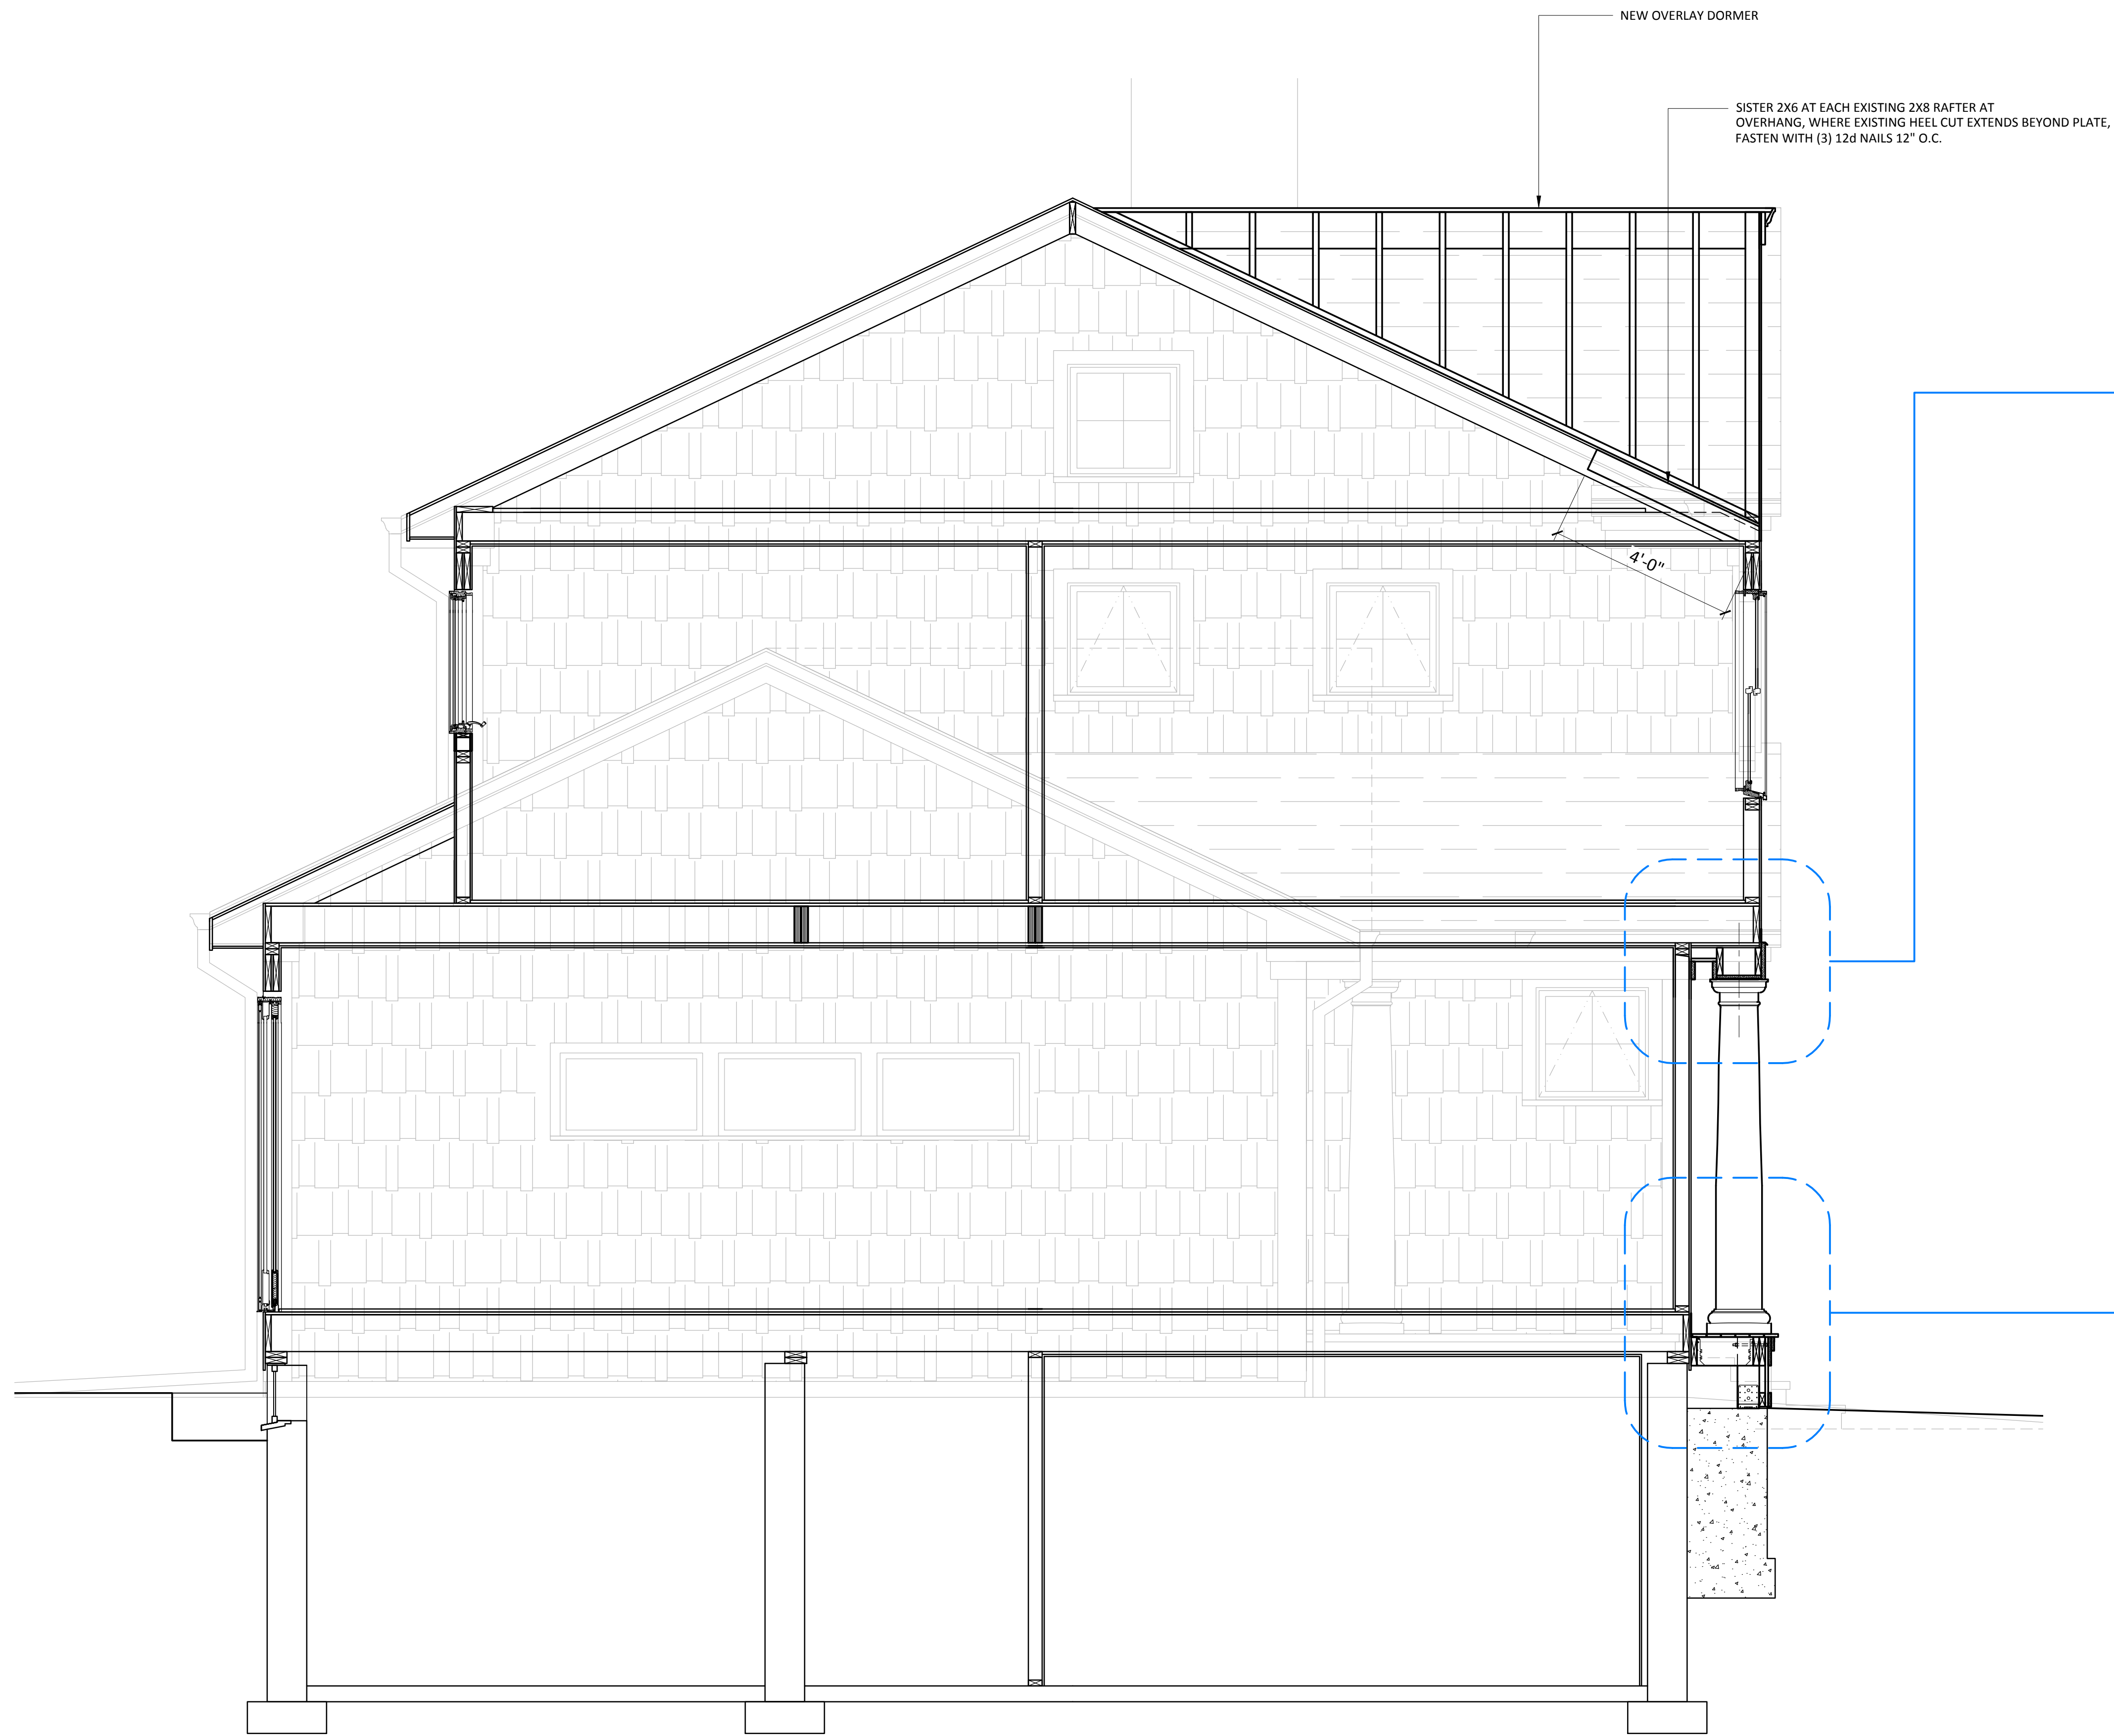 NEW OVERLAY DORMER
SISTER 2X6 AT EACH EXISTING 2X8 RAFTER AT
OVERHANG, WHERE EXISTING HEEL CUT EXTENDS BEYOND PLATE,
FASTEN WITH (3) 12d NAILS 12" O.C.
4'-0"